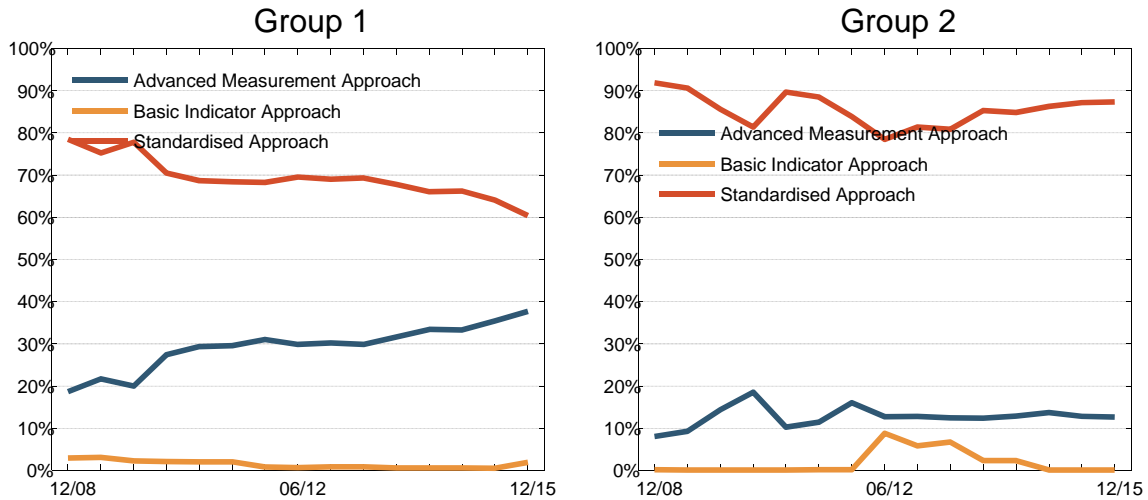 Group 1
100%
90%
80%
70%
60%
50%
40%
30%
20%
10%
0%
Advanced Measurement Approach
Basic Indicator Approach
Standardised Approach
12/08 06/12 12/15
Group 2
100%
90%
80%
70%
60%
50%
40%
30%
20%
10%
0%
Advanced Measurement Approach
Basic Indicator Approach
Standardised Approach
12/08 06/12 12/15